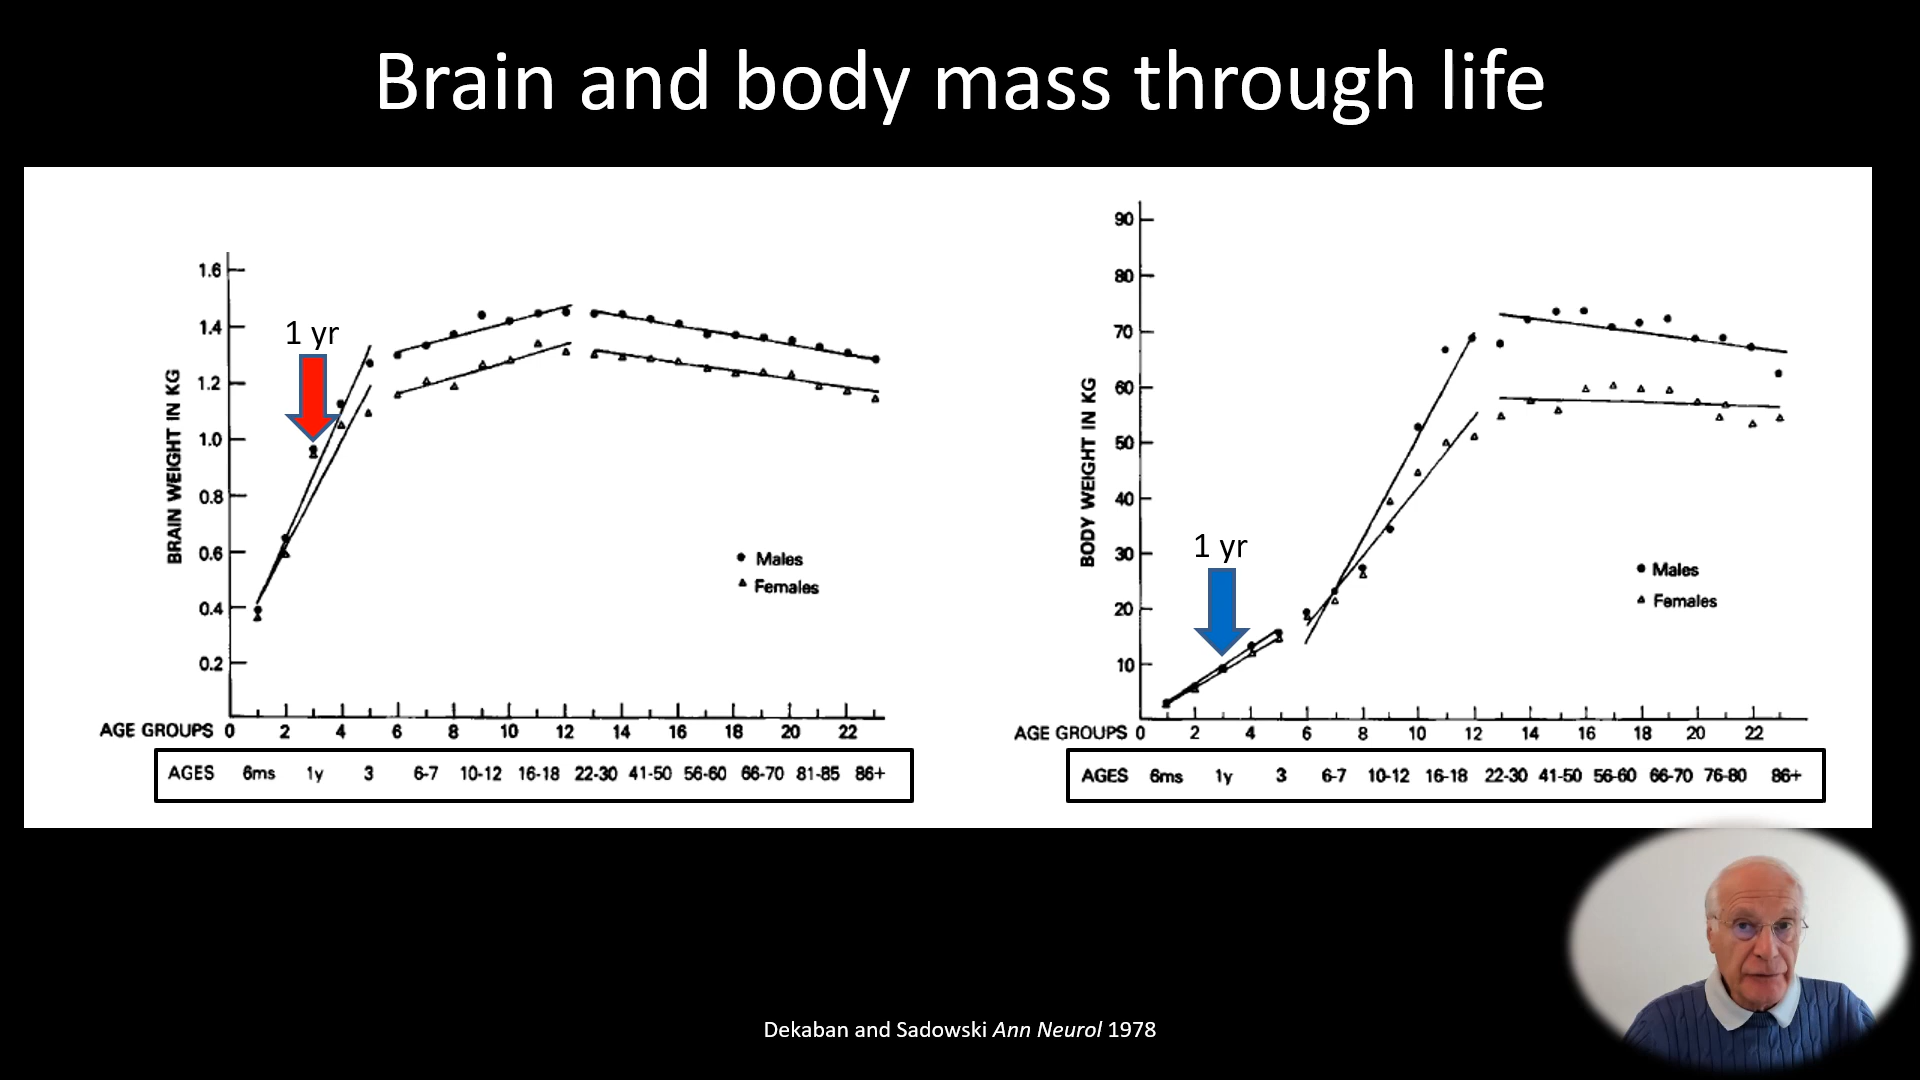 Brain and body mass through life
BRAIN WEIGHT IN KG
1.6
1.4
1.2
1.0
0.8
0.6
0.4
0.2
1 yr
Males
Females
AGE GROUPS 0 2 4 6 8 10 12 14 16 18 20 22
AGES 6ms 1y 3 6-7 10-12 16-18 22-30 41-50 56-60 66-70 81-85 86+
BODY WEIGHT IN KG
90
80
70
60
50
40
30
20
10
1 yr
Males
Females
AGE GROUPS 0 2 4 6 8 10 12 14 16 18 20 22
AGES 6ms 1y 3 6-7 10-12 16-18 22-30 41-50 56-60 66-70 76-80 86+
Dekaban and Sadowski Ann Neurol 1978